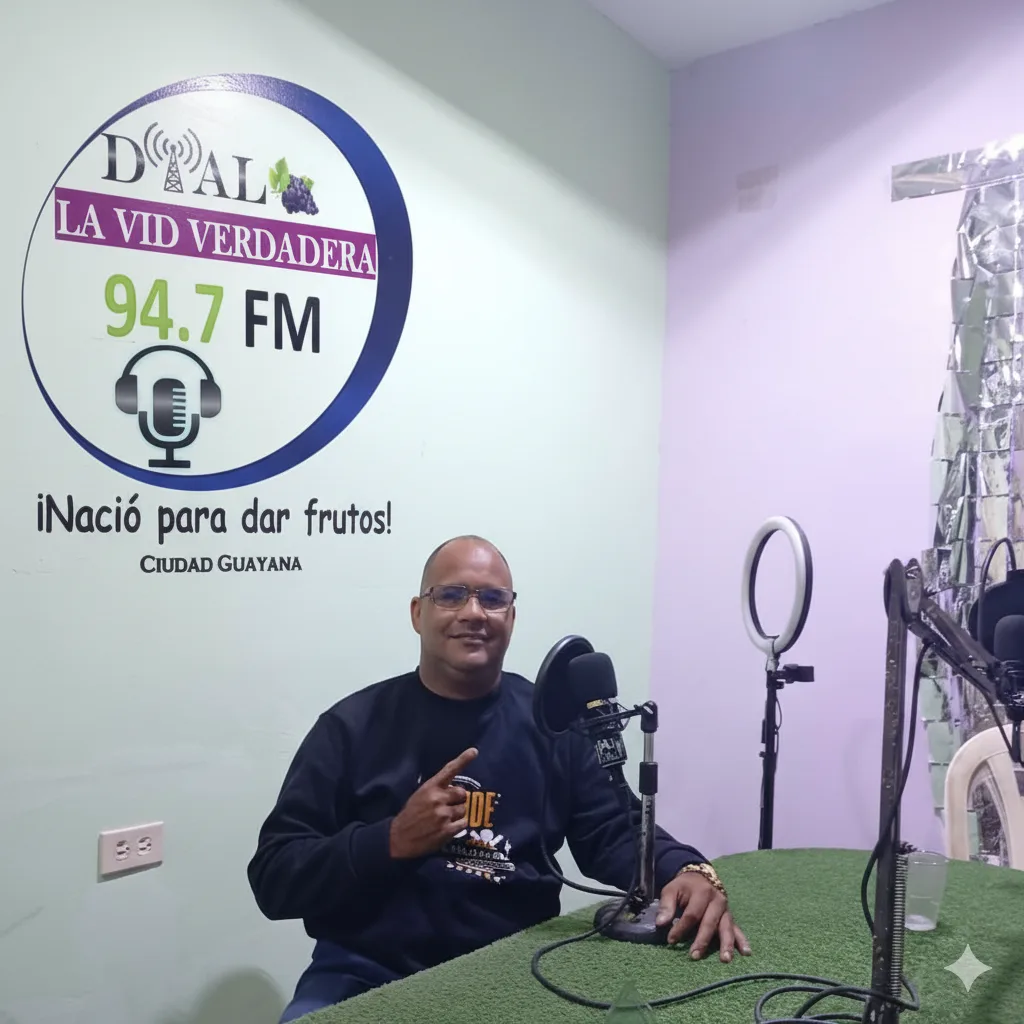 DIAL
LA VID VERDADERA
94.7 FM
¡Nació para dar frutos!
CIUDAD GUAYANA